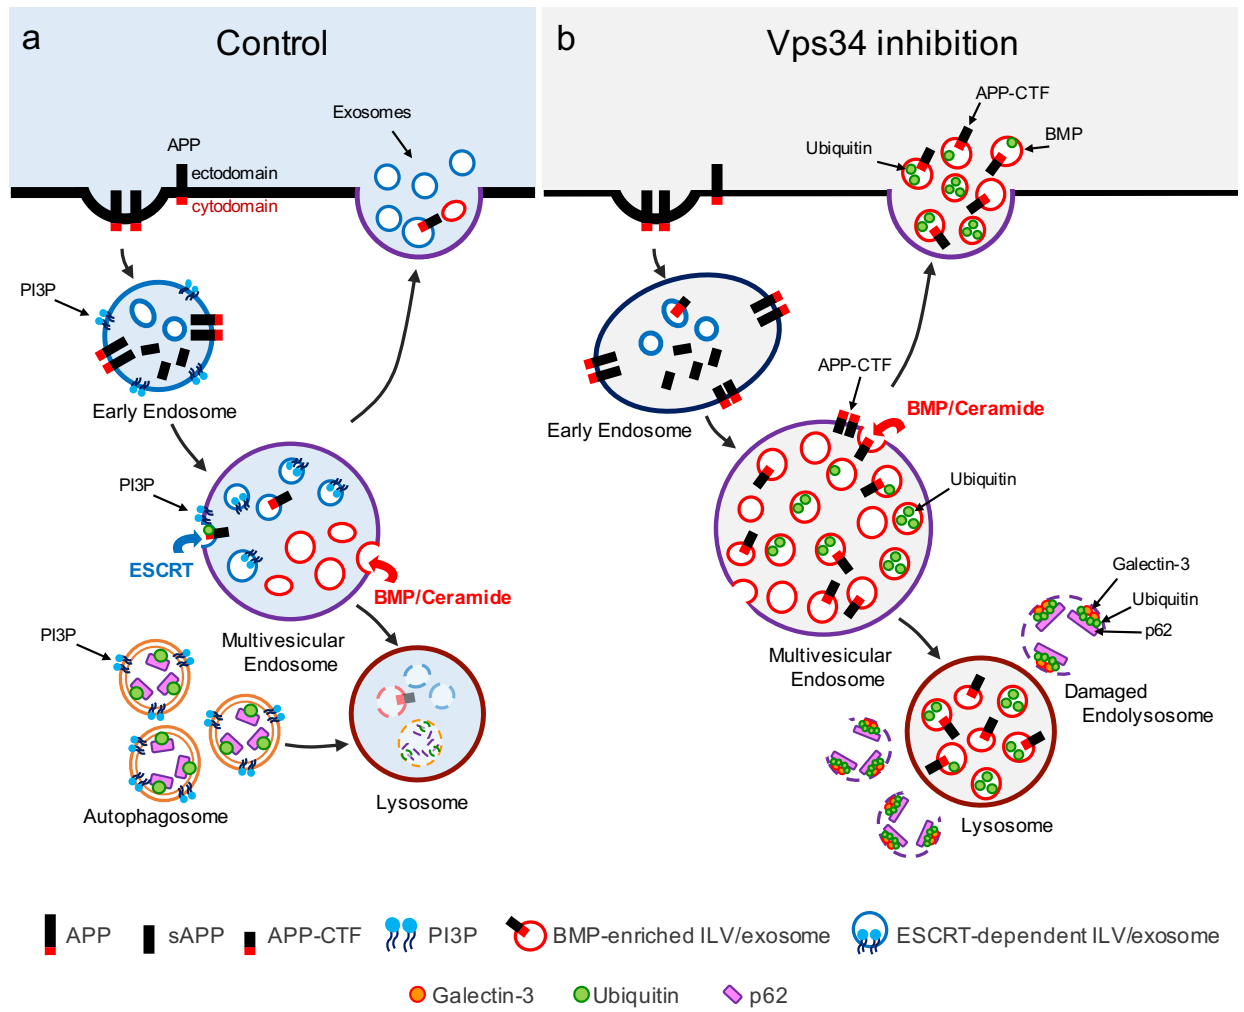 a
Control
Exosomes
APP
ectodomain
cytodomain
PI3P
Early Endosome
PI3P
ESCRT
BMP/Ceramide
PI3P
Multivesicular
Endosome
Autophagosome
Lysosome
b
Vps34 inhibition
APP-CTF
Ubiquitin
BMP
APP-CTF
BMP/Ceramide
Early Endosome
Ubiquitin
Galectin-3
Ubiquitin
p62
Multivesicular
Endosome
Damaged
Endolysosome
Lysosome
APP
sAPP
APP-CTF
PI3P
BMP-enriched ILV/exosome
ESCRT-dependent ILV/exosome
Galectin-3
Ubiquitin
p62